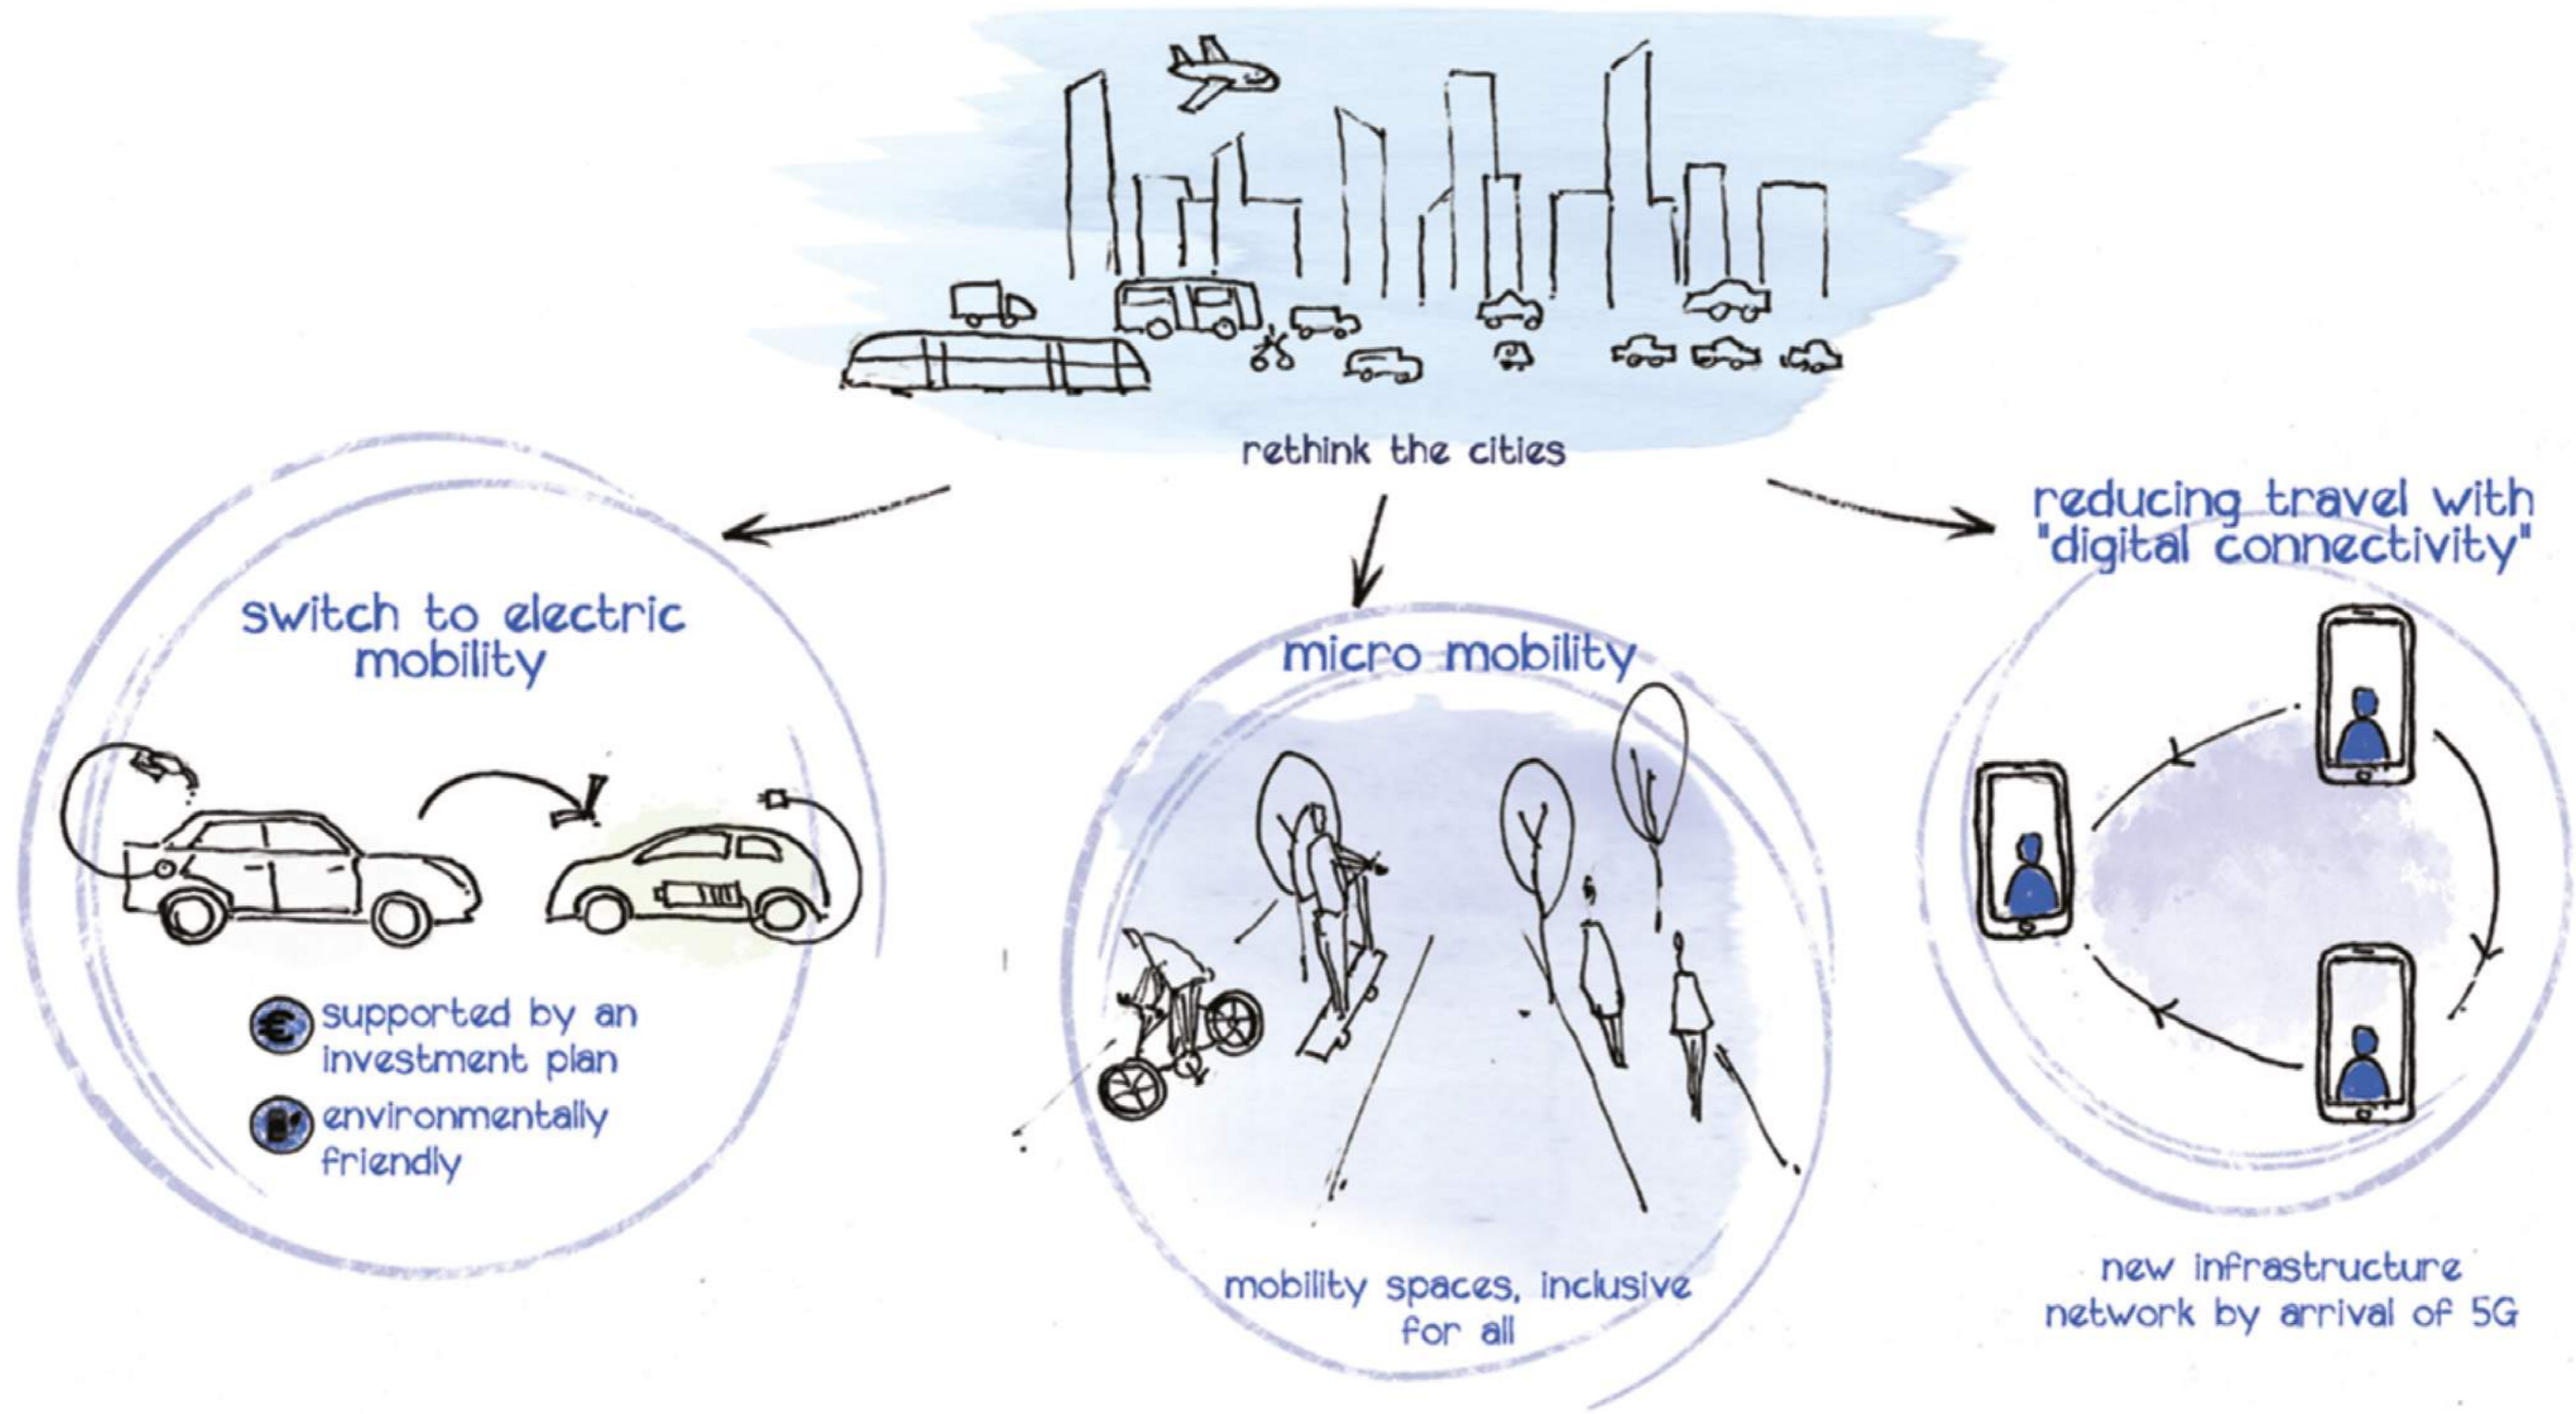 rethink the cities
switch to electric
mobility
€ supported by an
investment plan
environmentally
friendly
micro mobility
mobility spaces, inclusive
for all
reducing travel with
"digital connectivity"
new infrastructure
network by arrival of 5G